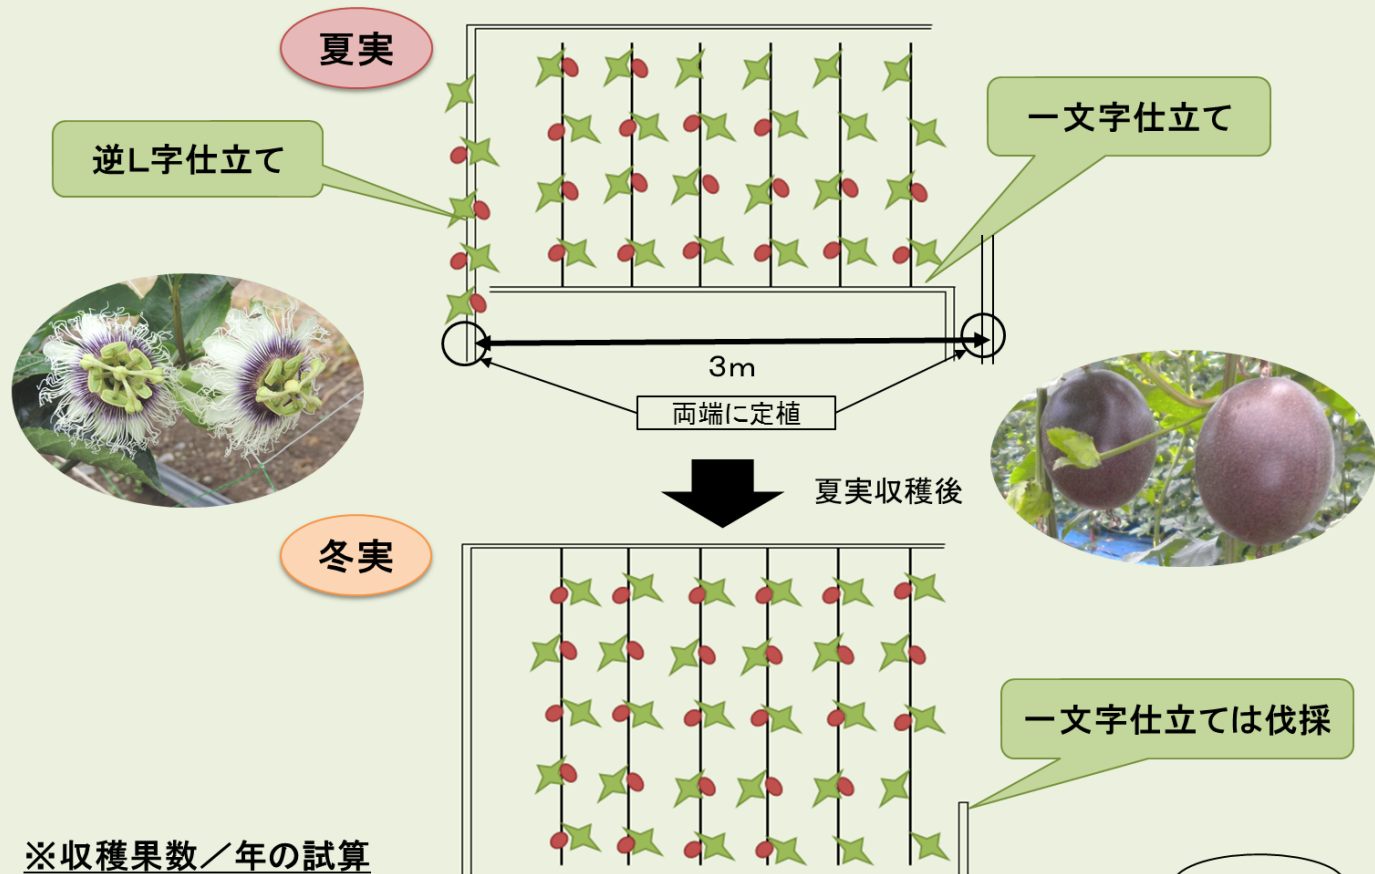 夏実
逆L字仕立て
一文字仕立て
3m
両端に定植
夏実収穫後
冬実
一文字仕立ては伐採
※収穫果数／年の試算